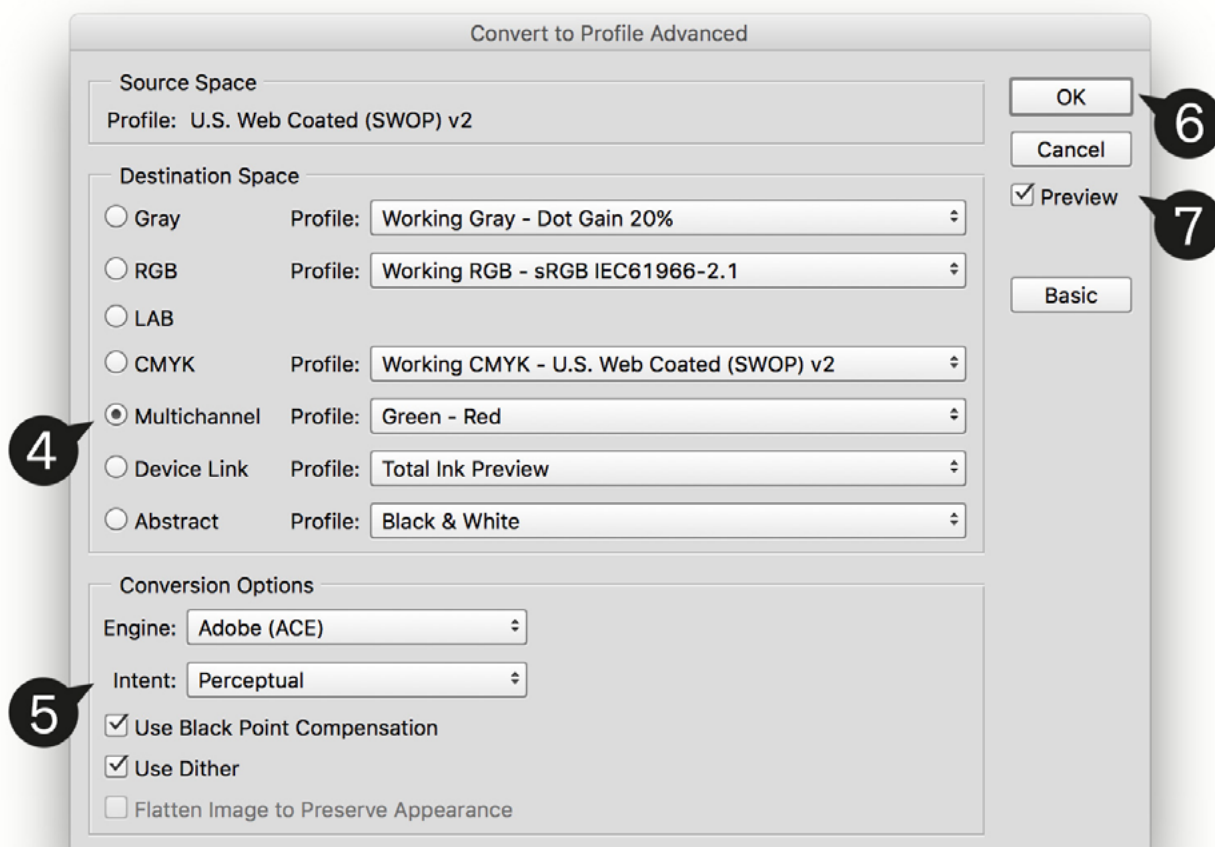 Convert to Profile Advanced
Source Space
Profile: U.S. Web Coated (SWOP) v2
OK
6
Cancel
Preview
7
Basic
Destination Space
Gray Profile: Working Gray - Dot Gain 20%
RGB Profile: Working RGB - sRGB IEC61966-2.1
LAB
CMYK Profile: Working CMYK - U.S. Web Coated (SWOP) v2
4
Multichannel Profile: Green - Red
Device Link Profile: Total Ink Preview
Abstract Profile: Black & White
Conversion Options
Engine: Adobe (ACE)
5
Intent: Perceptual
Use Black Point Compensation
Use Dither
Flatten Image to Preserve Appearance